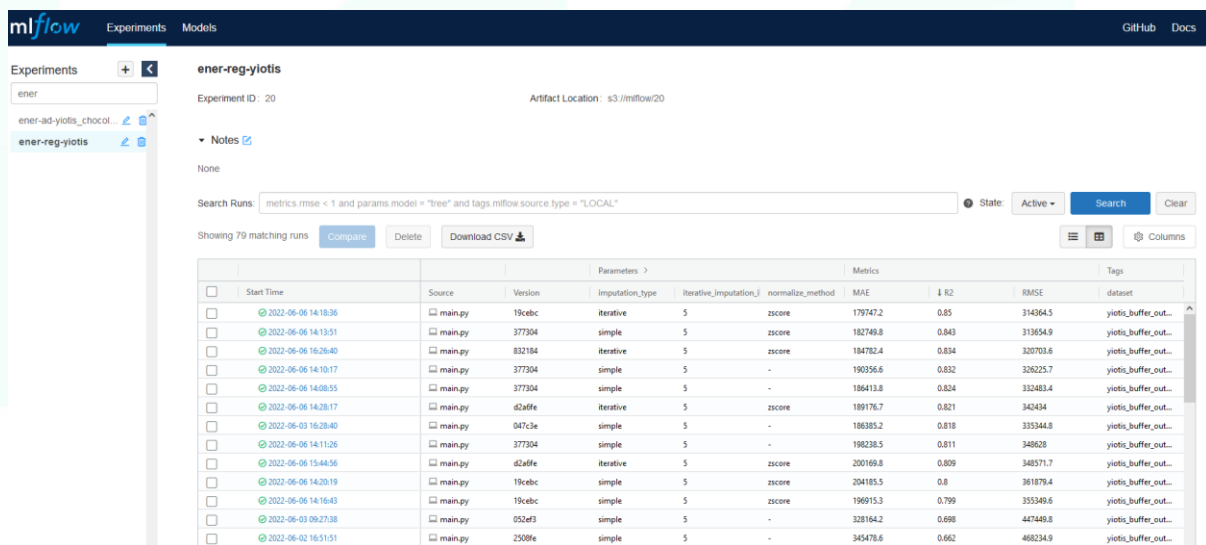 mlflow Experiments Models GitHub Docs
Experiments +
ener
ener-ad-yiotis_chocol...
ener-reg-yiotis
ener-reg-yiotis
Experiment ID: 20 Artifact Location: s3://mlflow/20
Notes
None
Search Runs: metrics.rmse < 1 and params.model = "tree" and tags.mlflow.source.type = "LOCAL" State: Active Search Clear
Showing 79 matching runs Compare Delete Download CSV Columns
Parameters > Metrics Tags
Start Time Source Version imputation_type iterative_imputation_i normalize_method MAE ↓ R2 RMSE dataset
2022-06-06 14:18:36 main.py 19cebc iterative 5 zscore 179747.2 0.85 314364.5 yiotis_buffer_out...
2022-06-06 14:13:51 main.py 377304 simple 5 zscore 182749.8 0.843 313654.9 yiotis_buffer_out...
2022-06-06 16:26:40 main.py 832184 iterative 5 zscore 184782.4 0.834 320703.6 yiotis_buffer_out...
2022-06-06 14:10:17 main.py 377304 simple 5 - 190356.6 0.832 326225.7 yiotis_buffer_out...
2022-06-06 14:08:55 main.py 377304 simple 5 - 186413.8 0.824 332483.4 yiotis_buffer_out...
2022-06-06 14:28:17 main.py d2a6fe iterative 5 zscore 189176.7 0.821 342434 yiotis_buffer_out...
2022-06-03 16:28:40 main.py 047c3e simple 5 - 186385.2 0.818 335344.8 yiotis_buffer_out...
2022-06-06 14:11:26 main.py 377304 simple 5 - 198238.5 0.811 348628 yiotis_buffer_out...
2022-06-06 15:44:56 main.py d2a6fe iterative 5 zscore 200169.8 0.809 348571.7 yiotis_buffer_out...
2022-06-06 14:20:19 main.py 19cebc simple 5 zscore 204185.5 0.8 361879.4 yiotis_buffer_out...
2022-06-06 14:16:43 main.py 19cebc simple 5 zscore 196915.3 0.799 355349.6 yiotis_buffer_out...
2022-06-03 09:27:38 main.py 052ef3 simple 5 - 328164.2 0.698 447449.8 yiotis_buffer_out...
2022-06-02 16:51:51 main.py 2508fe simple 5 - 345478.6 0.662 468234.9 yiotis_buffer_out...